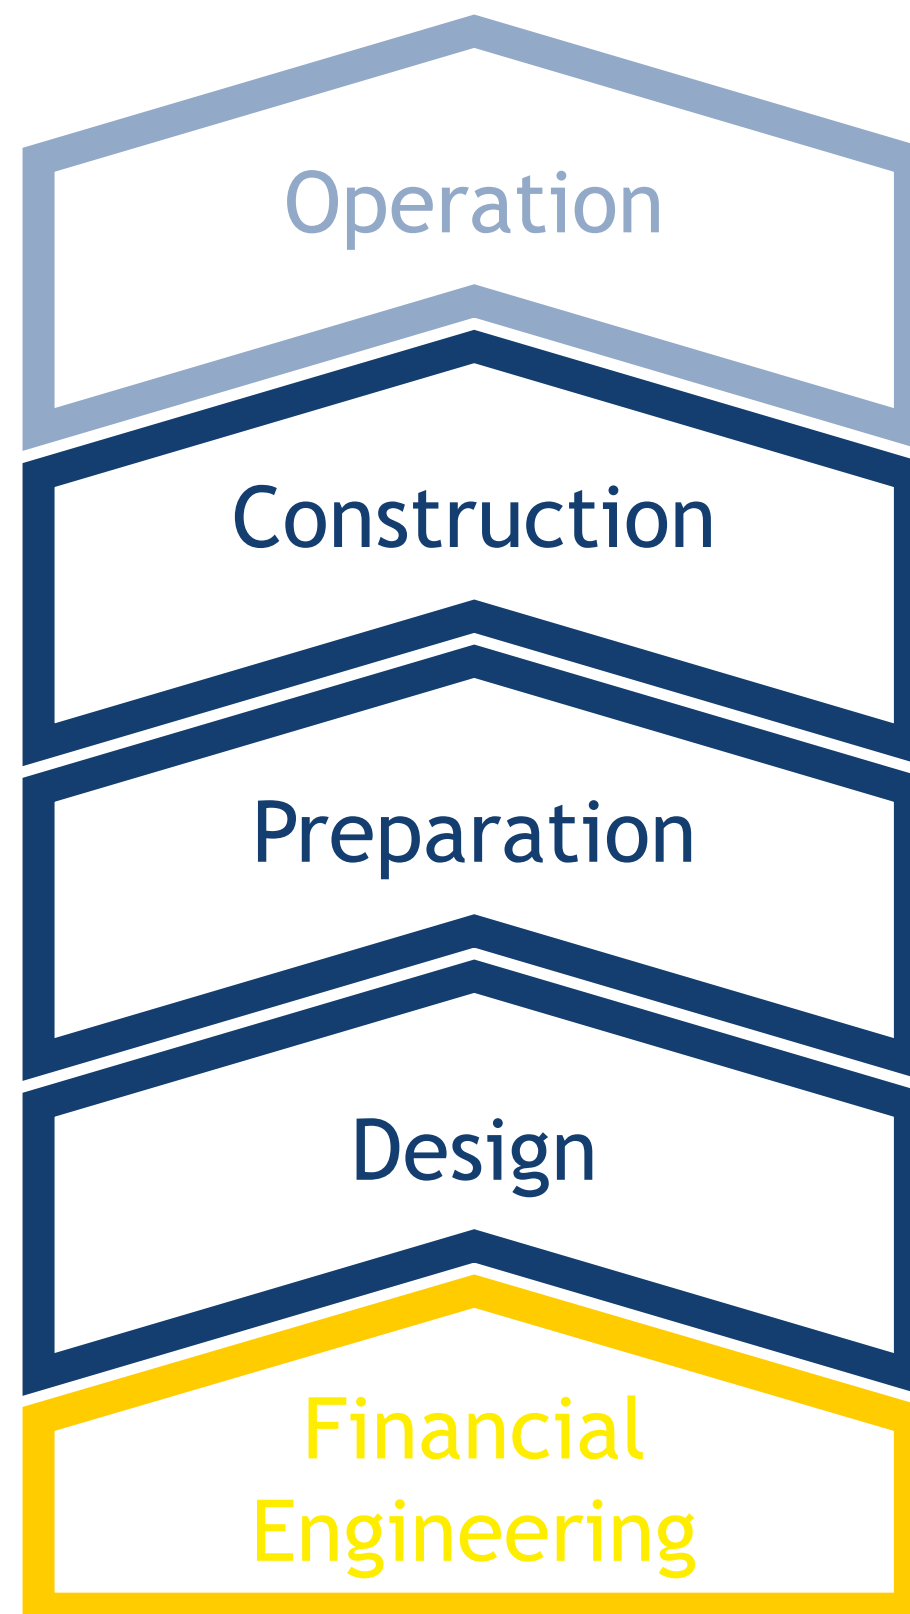 Operation
Construction
Preparation
Design
Financial
Engineering